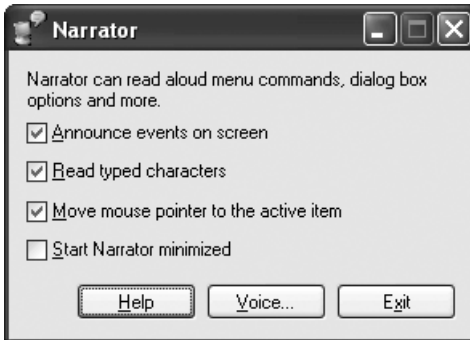 Narrator
Narrator can read aloud menu commands, dialog box
options and more.
Announce events on screen
Read typed characters
Move mouse pointer to the active item
Start Narrator minimized
Help
Voice...
Exit